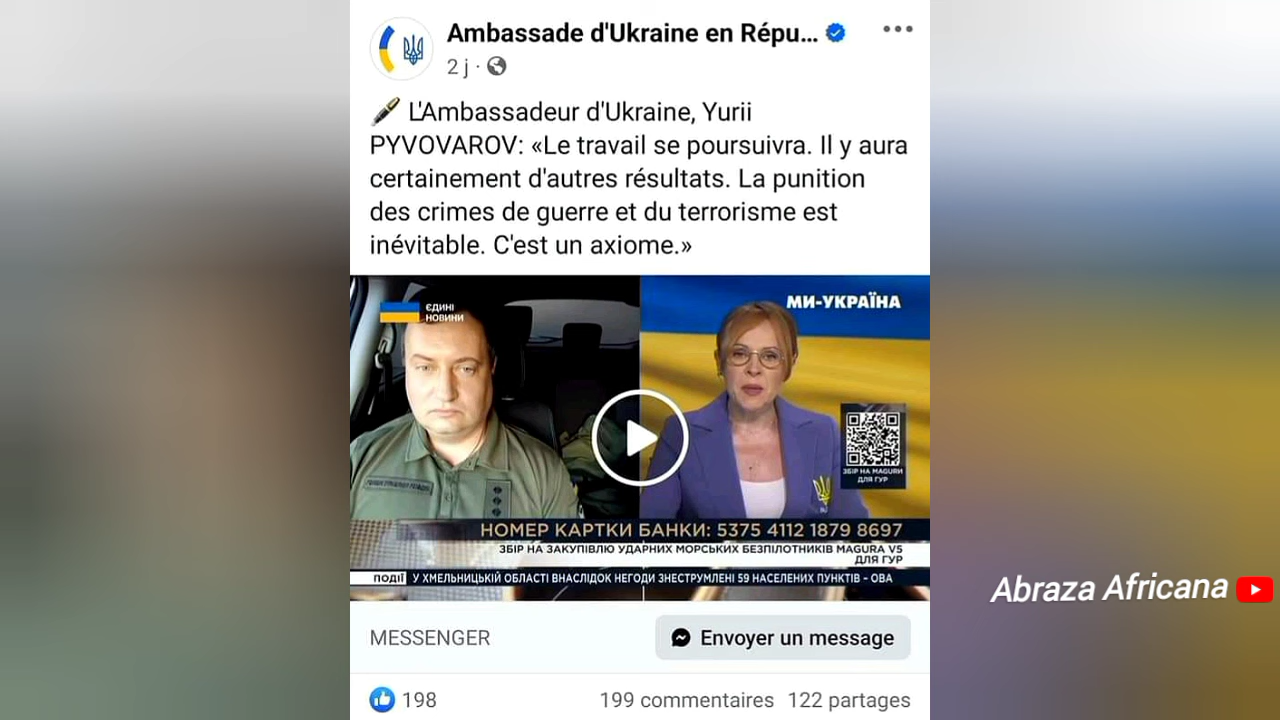 Ambassade d'Ukraine en Répu...
2 j ·
L'Ambassadeur d'Ukraine, Yurii
PYVOVAROV: «Le travail se poursuivra. Il y aura
certainement d'autres résultats. La punition
des crimes de guerre et du terrorisme est
inévitable. C'est un axiome.»
ЄДИНІ
НОВИНИ
МИ-УКРАЇНА
ЗБІР НА MAGURИ
ДЛЯ ГУР
НОМЕР КАРТКИ БАНКИ: 5375 4112 1879 8697
ЗБІР НА ЗАКУПІВЛЮ УДАРНИХ МОРСЬКИХ БЕЗПІЛОТНИКІВ MAGURA V5
ДЛЯ ГУР
ПОДІЇ У ХМЕЛЬНИЦЬКІЙ ОБЛАСТІ ВНАСЛІДОК НЕГОДИ ЗНЕСТРУМЛЕНІ 59 НАСЕЛЕНИХ ПУНКТІВ – ОВА
Abraza Africana
MESSENGER
Envoyer un message
198
199 commentaires 122 partages